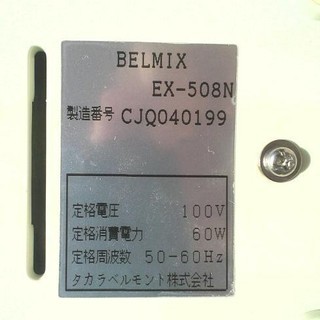 BELMIX
EX-508N
製造番号 CJQ040199
定格電圧 100V
定格消費電力 60W
定格周波数 50-60Hz
タカラベルモント株式会社